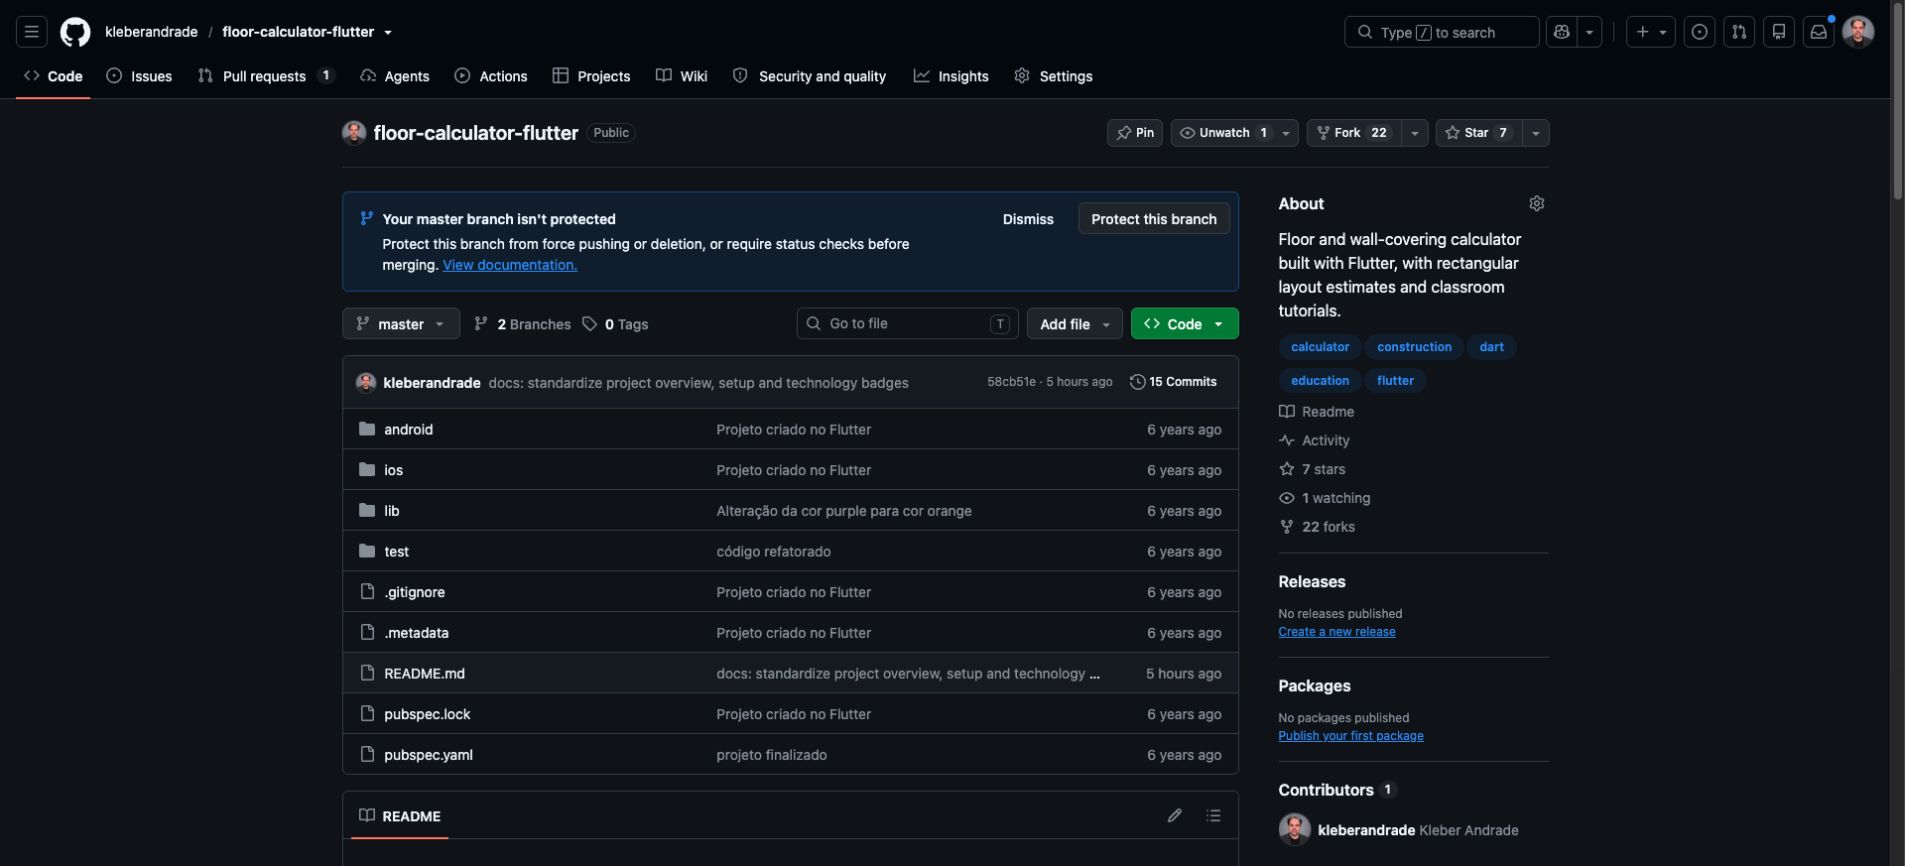 kleberandrade / floor-calculator-flutter
Type / to search
Code
Issues
Pull requests 1
Agents
Actions
Projects
Wiki
Security and quality
Insights
Settings
floor-calculator-flutter Public
Pin
Unwatch 1
Fork 22
Star 7
Your master branch isn't protected
Protect this branch from force pushing or deletion, or require status checks before
merging. View documentation.
Dismiss
Protect this branch
master
2 Branches
0 Tags
Go to file T
Add file
Code
kleberandrade docs: standardize project overview, setup and technology badges 58cb51e · 5 hours ago 15 Commits
android Projeto criado no Flutter 6 years ago
ios Projeto criado no Flutter 6 years ago
lib Alteração da cor purple para cor orange 6 years ago
test código refatorado 6 years ago
.gitignore Projeto criado no Flutter 6 years ago
.metadata Projeto criado no Flutter 6 years ago
README.md docs: standardize project overview, setup and technology ... 5 hours ago
pubspec.lock Projeto criado no Flutter 6 years ago
pubspec.yaml projeto finalizado 6 years ago
README
About
Floor and wall-covering calculator
built with Flutter, with rectangular
layout estimates and classroom
tutorials.
calculator construction dart
education flutter
Readme
Activity
7 stars
1 watching
22 forks
Releases
No releases published
Create a new release
Packages
No packages published
Publish your first package
Contributors 1
kleberandrade Kleber Andrade